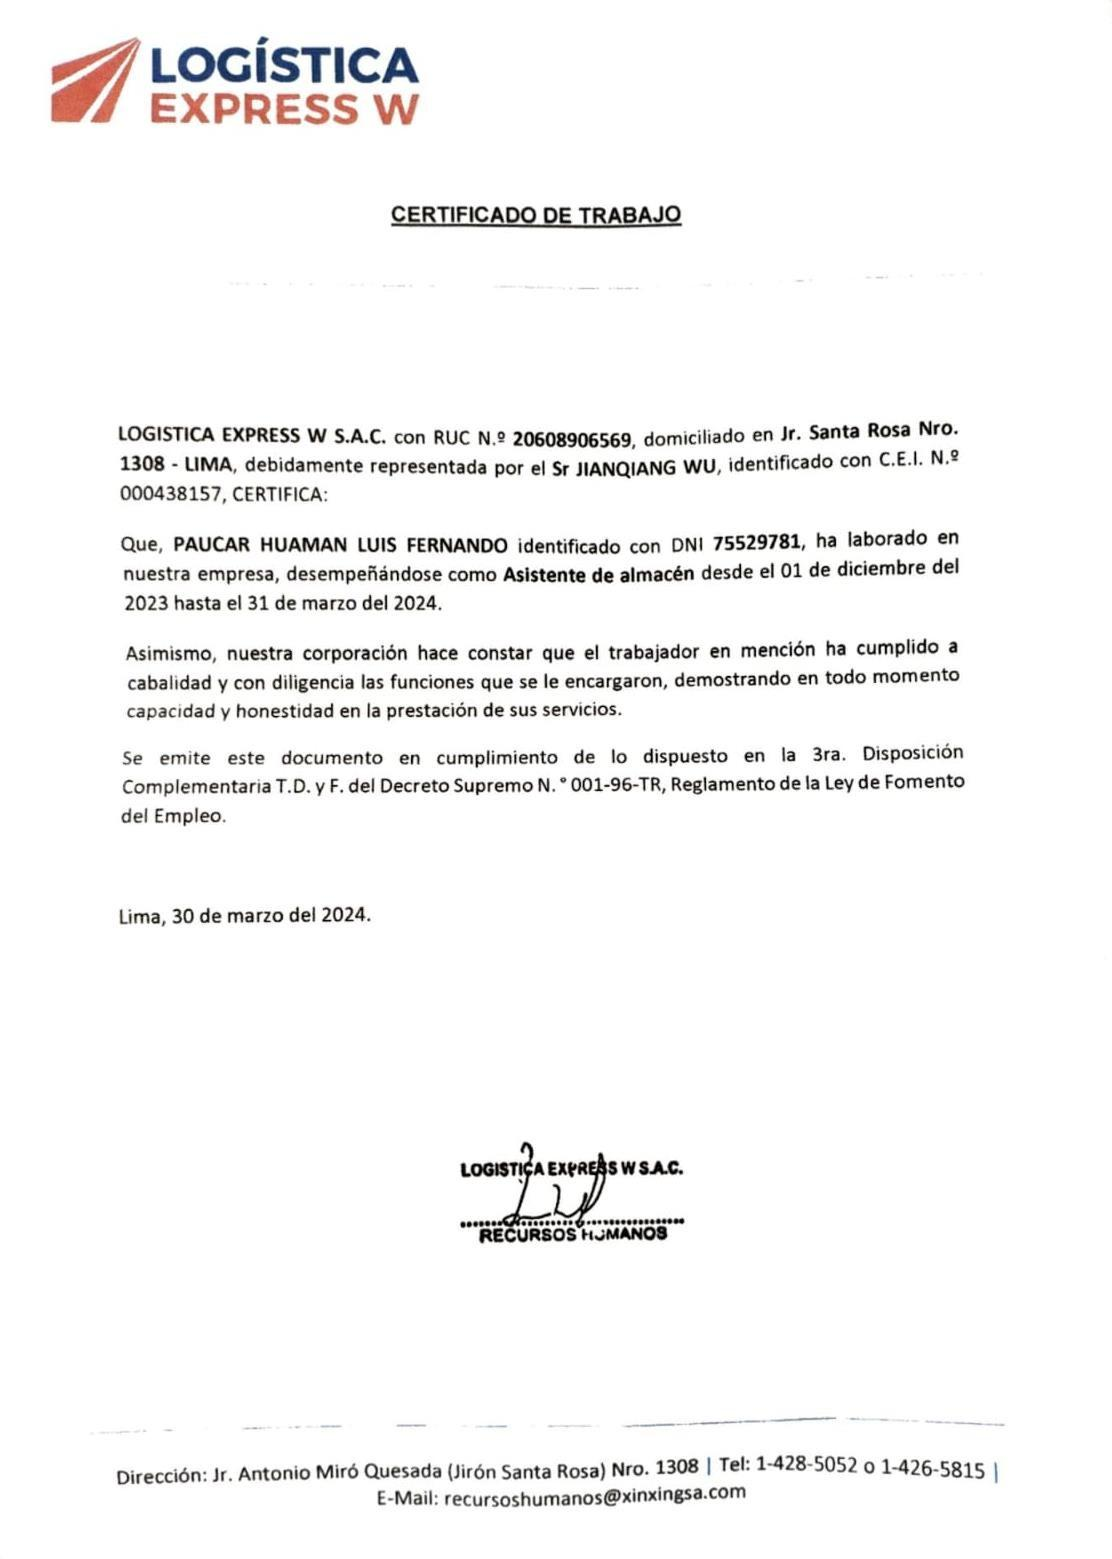 LOGÍSTICA
EXPRESS W
CERTIFICADO DE TRABAJO
LOGISTICA EXPRESS W S.A.C. con RUC N.º 20608906569, domiciliado en Jr. Santa Rosa Nro.
1308 - LIMA, debidamente representada por el Sr JIANQIANG WU, identificado con C.E.I. N.º
000438157, CERTIFICA:
Que, PAUCAR HUAMAN LUIS FERNANDO identificado con DNI 75529781, ha laborado en
nuestra empresa, desempeñándose como Asistente de almacén desde el 01 de diciembre del
2023 hasta el 31 de marzo del 2024.
Asimismo, nuestra corporación hace constar que el trabajador en mención ha cumplido a
cabalidad y con diligencia las funciones que se le encargaron, demostrando en todo momento
capacidad y honestidad en la prestación de sus servicios.
Se emite este documento en cumplimiento de lo dispuesto en la 3ra. Disposición
Complementaria T.D. y F. del Decreto Supremo N.° 001-96-TR, Reglamento de la Ley de Fomento
del Empleo.
Lima, 30 de marzo del 2024.
LOGISTICA EXPRESS W S.A.C.
RECURSOS HUMANOS
Dirección: Jr. Antonio Miró Quesada (Jirón Santa Rosa) Nro. 1308 | Tel: 1-428-5052 o 1-426-5815 |
E-Mail: recursoshumanos@xinxingsa.com